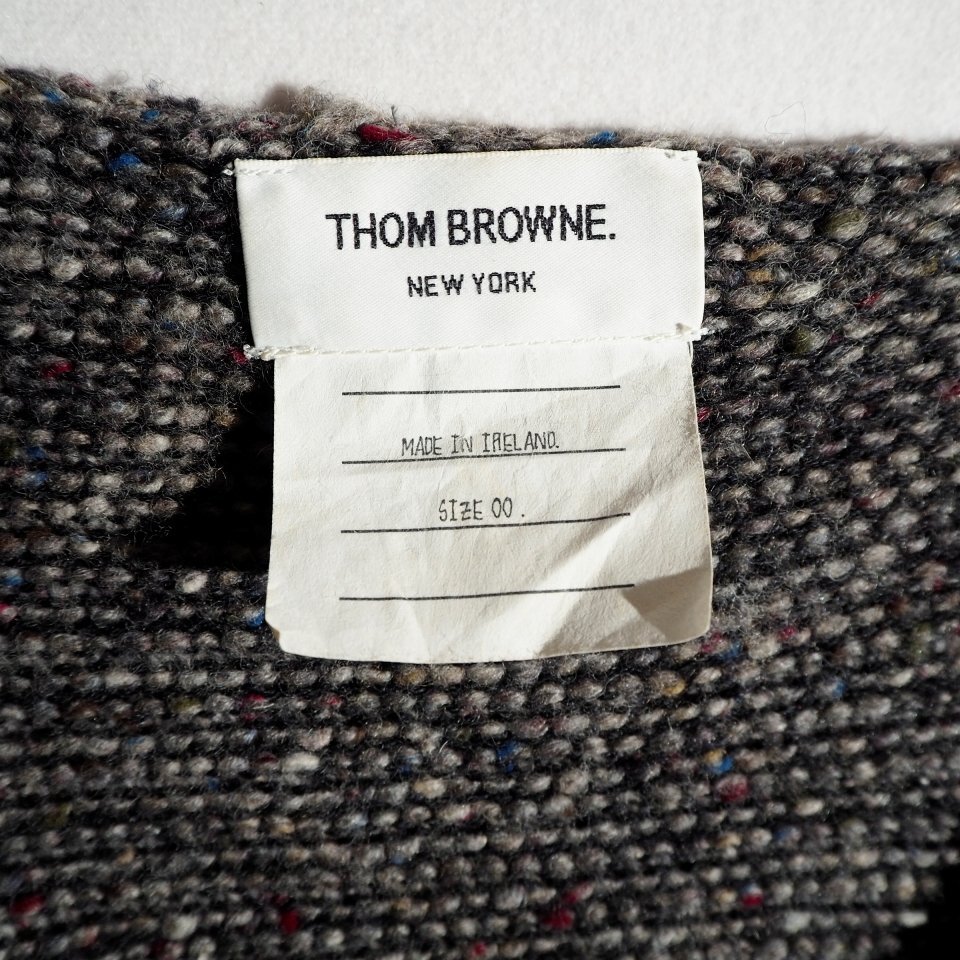 THOM BROWNE.
NEW YORK
MADE IN IRELAND.
SIZE 00.